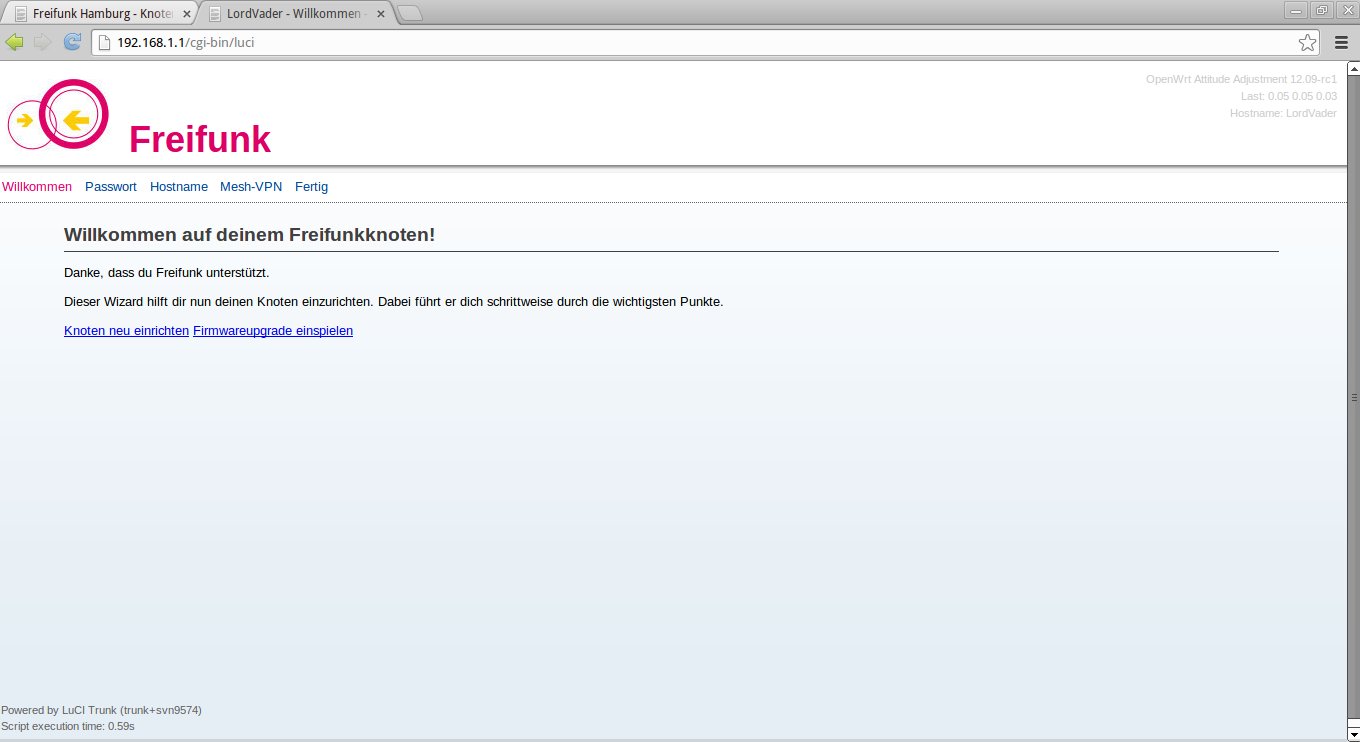 Freifunk Hamburg - Knoten
LordVader - Willkommen -
192.168.1.1/cgi-bin/luci
OpenWrt Attitude Adjustment 12.09-rc1
Last: 0.05 0.05 0.03
Hostname: LordVader
Freifunk
Willkommen Passwort Hostname Mesh-VPN Fertig
Willkommen auf deinem Freifunkknoten!
Danke, dass du Freifunk unterstützt.
Dieser Wizard hilft dir nun deinen Knoten einzurichten. Dabei führt er dich schrittweise durch die wichtigsten Punkte.
Knoten neu einrichten Firmwareupgrade einspielen
Powered by LuCI Trunk (trunk+svn9574)
Script execution time: 0.59s